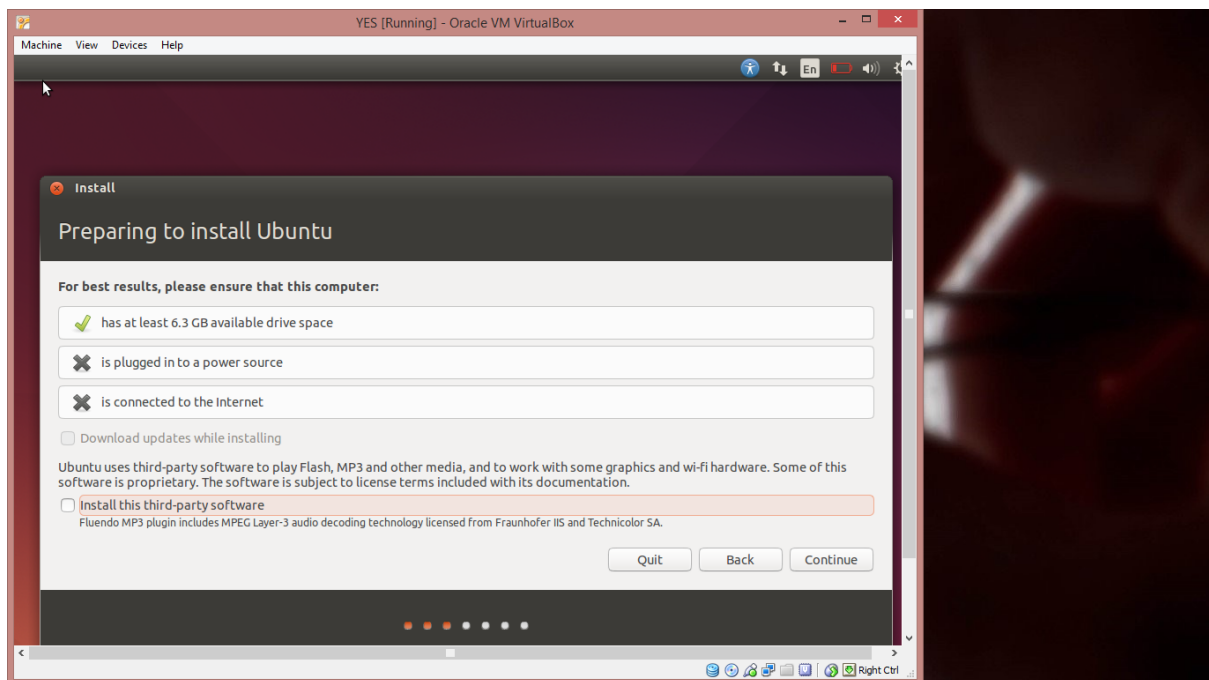 YES [Running] - Oracle VM VirtualBox
Machine View Devices Help
En
Install
Preparing to install Ubuntu
For best results, please ensure that this computer:
has at least 6.3 GB available drive space
is plugged in to a power source
is connected to the Internet
Download updates while installing
Ubuntu uses third-party software to play Flash, MP3 and other media, and to work with some graphics and wi-fi hardware. Some of this
software is proprietary. The software is subject to license terms included with its documentation.
Install this third-party software
Fluendo MP3 plugin includes MPEG Layer-3 audio decoding technology licensed from Fraunhofer IIS and Technicolor SA.
Quit Back Continue
Right Ctrl